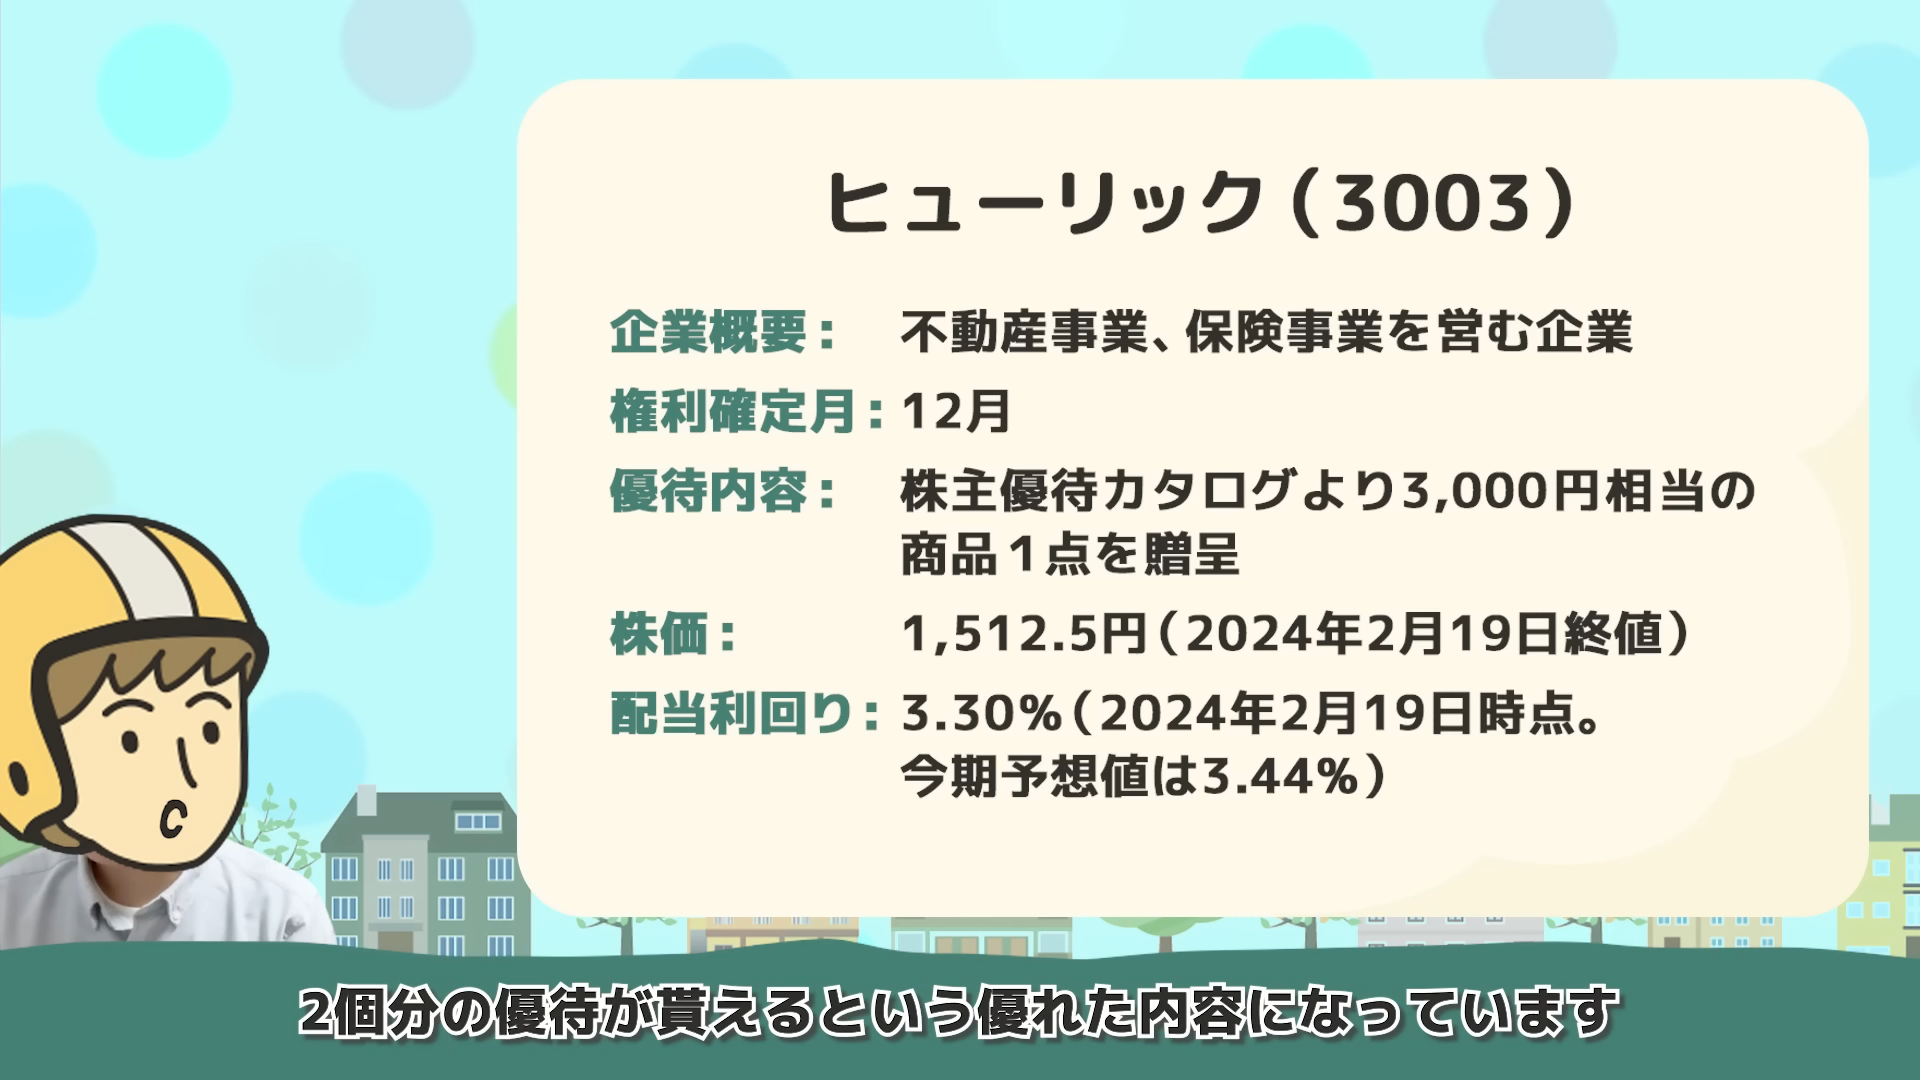 ヒューリック（3003）
企業概要： 不動産事業、保険事業を営む企業
権利確定月：12月
優待内容： 株主優待カタログより3,000円相当の
商品1点を贈呈
株価： 1,512.5円（2024年2月19日終値）
配当利回り：3.30%（2024年2月19日時点。
今期予想値は3.44%）
2個分の優待が貰えるという優れた内容になっています